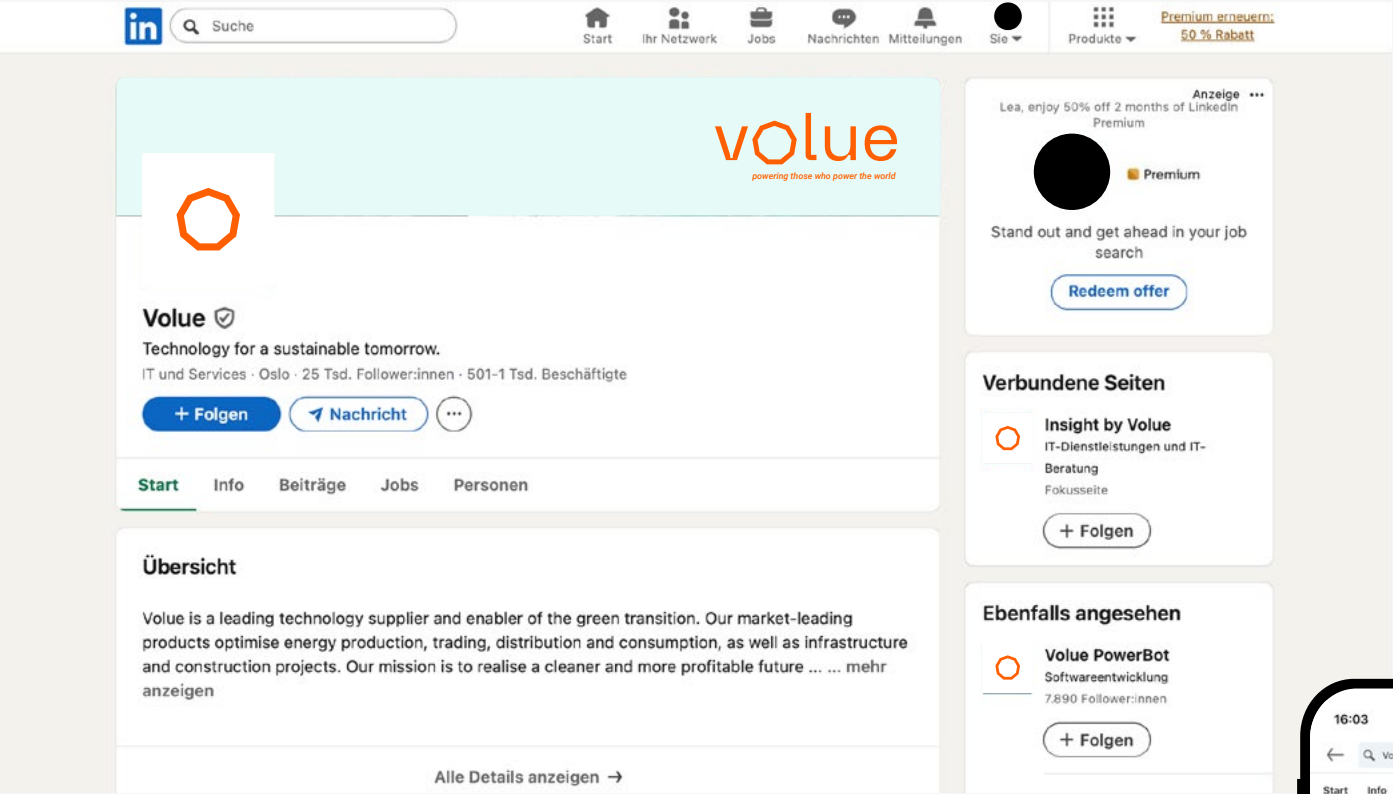 in
Suche
Start
Ihr Netzwerk
Jobs
Nachrichten
Mitteilungen
Sie
Produkte
Premium erneuern:
50 % Rabatt
volue
powering those who power the world
Volue
Technology for a sustainable tomorrow.
IT und Services · Oslo · 25 Tsd. Follower:innen · 501-1 Tsd. Beschäftigte
+ Folgen
Nachricht
Start
Info
Beiträge
Jobs
Personen
Übersicht
Volue is a leading technology supplier and enabler of the green transition. Our market-leading
products optimise energy production, trading, distribution and consumption, as well as infrastructure
and construction projects. Our mission is to realise a cleaner and more profitable future ... ... mehr
anzeigen
Alle Details anzeigen →
Anzeige
Lea, enjoy 50% off 2 months of LinkedIn
Premium
Premium
Stand out and get ahead in your job
search
Redeem offer
Verbundene Seiten
Insight by Volue
IT-Dienstleistungen und IT-
Beratung
Fokusseite
+ Folgen
Ebenfalls angesehen
Volue PowerBot
Softwareentwicklung
7.890 Follower:innen
+ Folgen
16:03
Vo
Start
Info